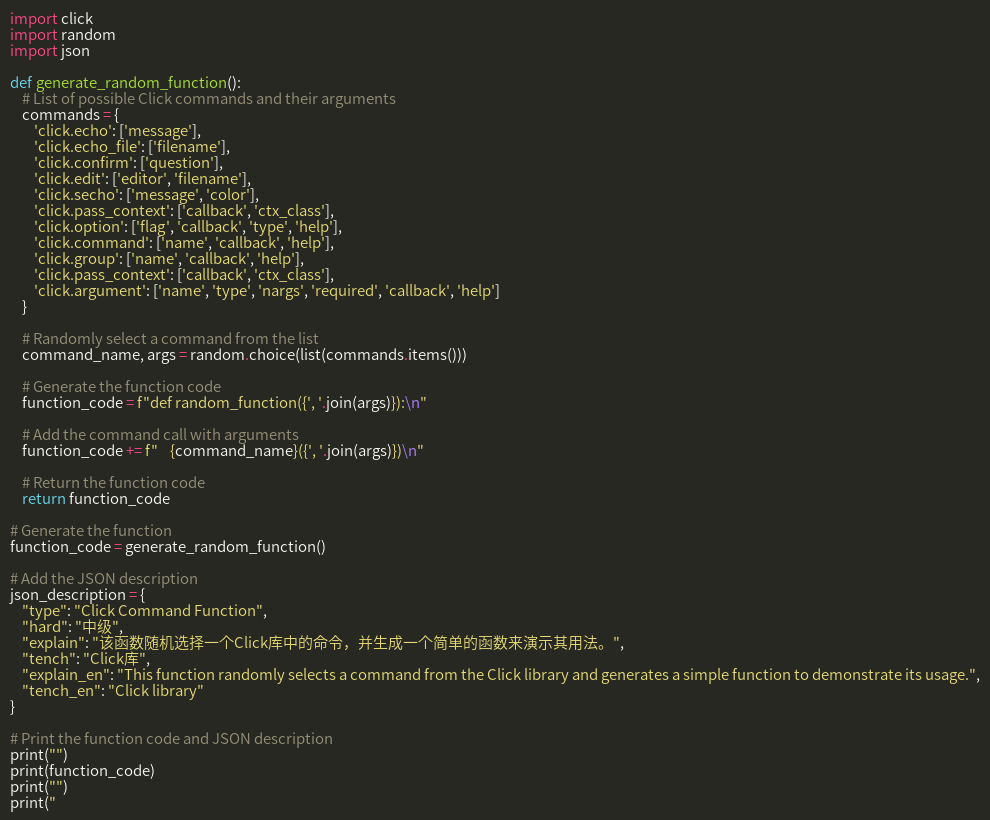 import click
import random
import json

def generate_random_function():
    # List of possible Click commands and their arguments
    commands = {
        'click.echo': ['message'],
        'click.echo_file': ['filename'],
        'click.confirm': ['question'],
        'click.edit': ['editor', 'filename'],
        'click.secho': ['message', 'color'],
        'click.pass_context': ['callback', 'ctx_class'],
        'click.option': ['flag', 'callback', 'type', 'help'],
        'click.command': ['name', 'callback', 'help'],
        'click.group': ['name', 'callback', 'help'],
        'click.pass_context': ['callback', 'ctx_class'],
        'click.argument': ['name', 'type', 'nargs', 'required', 'callback', 'help']
    }

    # Randomly select a command from the list
    command_name, args = random.choice(list(commands.items()))

    # Generate the function code
    function_code = f"def random_function({', '.join(args)}):\n"

    # Add the command call with arguments
    function_code += f"    {command_name}({', '.join(args)})\n"

    # Return the function code
    return function_code

# Generate the function
function_code = generate_random_function()

# Add the JSON description
json_description = {
    "type": "Click Command Function",
    "hard": "中级",
    "explain": "该函数随机选择一个Click库中的命令，并生成一个简单的函数来演示其用法。",
    "tench": "Click库",
    "explain_en": "This function randomly selects a command from the Click library and generates a simple function to demonstrate its usage.",
    "tench_en": "Click library"
}

# Print the function code and JSON description
print("")
print(function_code)
print("")
print("